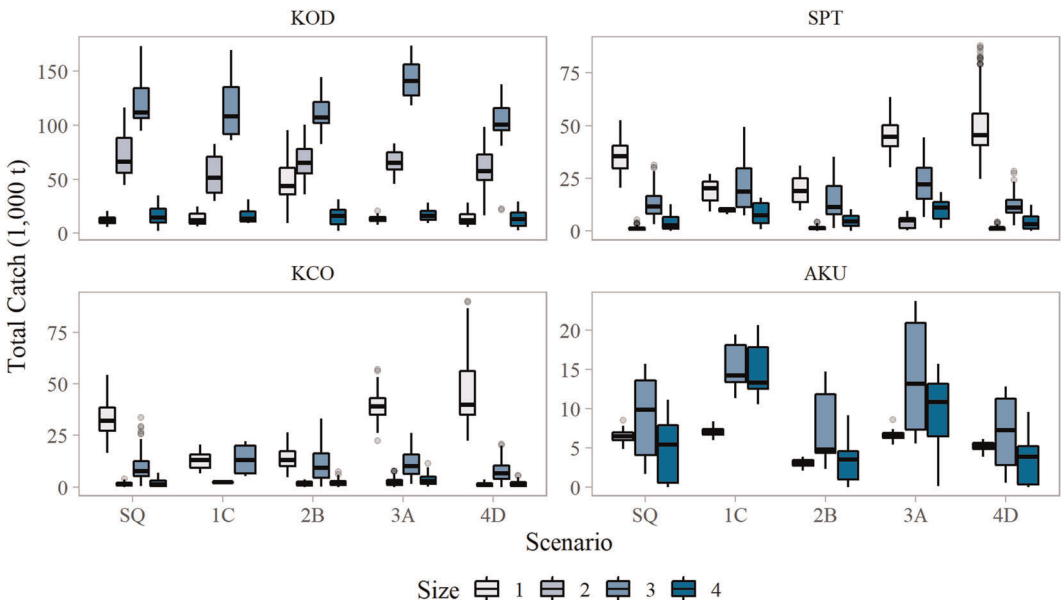 KOD
SPT
150
100
50
0
75
50
25
0
Total Catch (1,000 t)
KCO
AKU
75
50
25
0
20
15
10
5
0
SQ 1C 2B 3A 4D
SQ 1C 2B 3A 4D
Scenario
Size 1 2 3 4